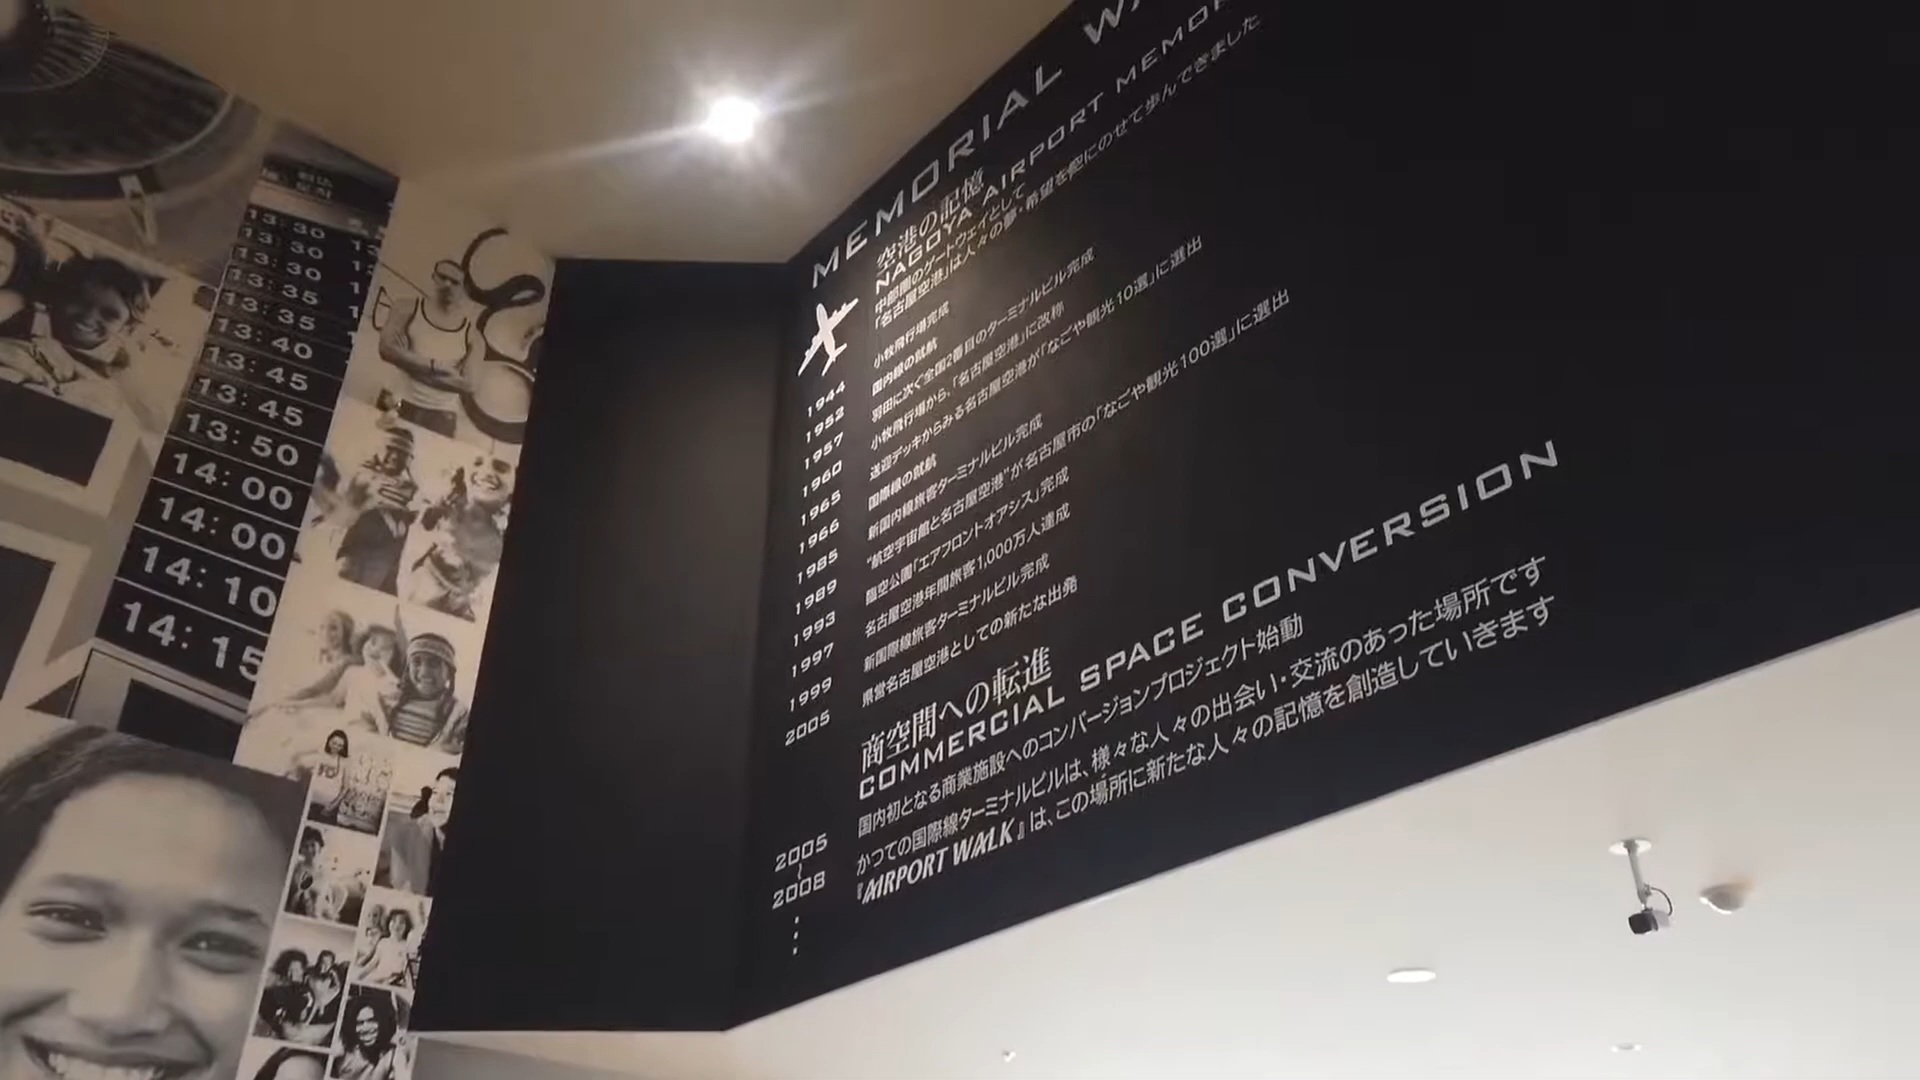 MEMORIAL
空港の記憶
NAGOYA AIRPORT
中部圏のゲートウェイとして
「名古屋空港」は人々の夢・希望を空にのせて歩んできました
1944 小牧飛行場完成
1952 国内線の就航
1957 羽田に次ぐ全国2番目のターミナルビル完成
1960 小牧飛行場から、「名古屋空港」に改称
1965 送迎デッキからみる名古屋空港が「なごや観光10選」に選出
1966 国際線の就航
1985 新国内線旅客ターミナルビル完成
1989 “航空宇宙館と名古屋空港”が名古屋市の「なごや観光100選」に選出
1993 臨空公園「エアフロントオアシス」完成
1997 名古屋空港年間旅客1,000万人達成
1999 新国際線旅客ターミナルビル完成
2005 県営名古屋空港としての新たな出発
商空間への転進
COMMERCIAL SPACE CONVERSION
2005～2008 国内初となる商業施設へのコンバージョンプロジェクト始動
かつての国際線ターミナルビルは、様々な人々の出会い・交流のあった場所です
『AIRPORT WALK』は、この場所に新たな人々の記憶を創造していきます
13:30
13:30
13:30
13:35
13:35
13:40
13:45
13:45
13:50
14:00
14:00
14:10
14:15